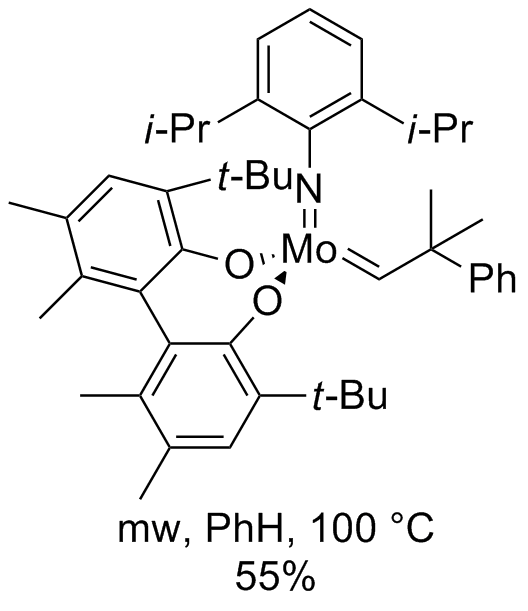 i-Pr i-Pr
t-Bu N
O Mo
O Ph
t-Bu
mw, PhH, 100 °C
55%